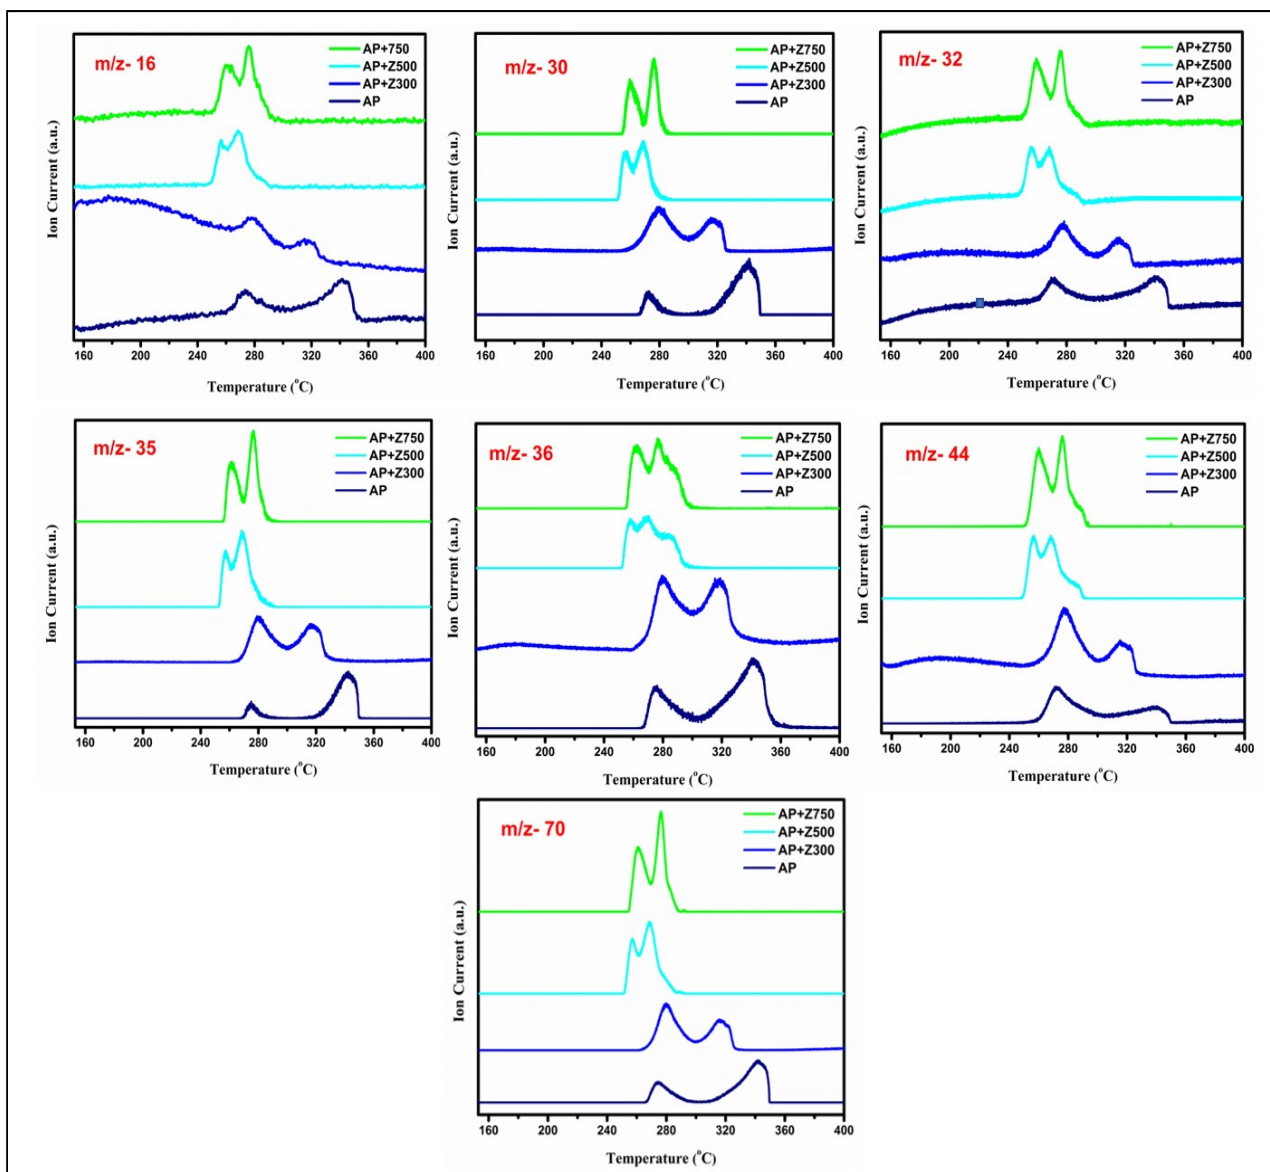 m/z- 16
AP+750
AP+Z500
AP+Z300
AP
Ion Current (a.u.)
160 200 240 280 320 360 400
Temperature (°C)
m/z- 30
AP+Z750
AP+Z500
AP+Z300
AP
Ion Current (a.u.)
160 200 240 280 320 360 400
Temperature (°C)
m/z- 32
AP+Z750
AP+Z500
AP+Z300
AP
Ion Current (a.u.)
160 200 240 280 320 360 400
Temperature (°C)
m/z- 35
AP+Z750
AP+Z500
AP+Z300
AP
Ion Current (a.u.)
160 200 240 280 320 360 400
Temperature (°C)
m/z- 36
AP+Z750
AP+Z500
AP+Z300
AP
Ion Current (a.u.)
160 200 240 280 320 360 400
Temperature (°C)
m/z- 44
AP+Z750
AP+Z500
AP+Z300
AP
Ion Current (a.u.)
160 200 240 280 320 360 400
Temperature (°C)
m/z- 70
AP+Z750
AP+Z500
AP+Z300
AP
Ion Current (a.u.)
160 200 240 280 320 360 400
Temperature (°C)